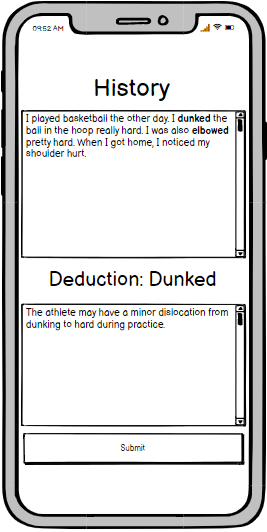 09:52 AM
History
I played basketball the other day. I dunked the
ball in the hoop really hard. I was also elbowed
pretty hard. When I got home, I noticed my
shoulder hurt.
Deduction: Dunked
The athlete may have a minor dislocation from
dunking to hard during practice.
Submit